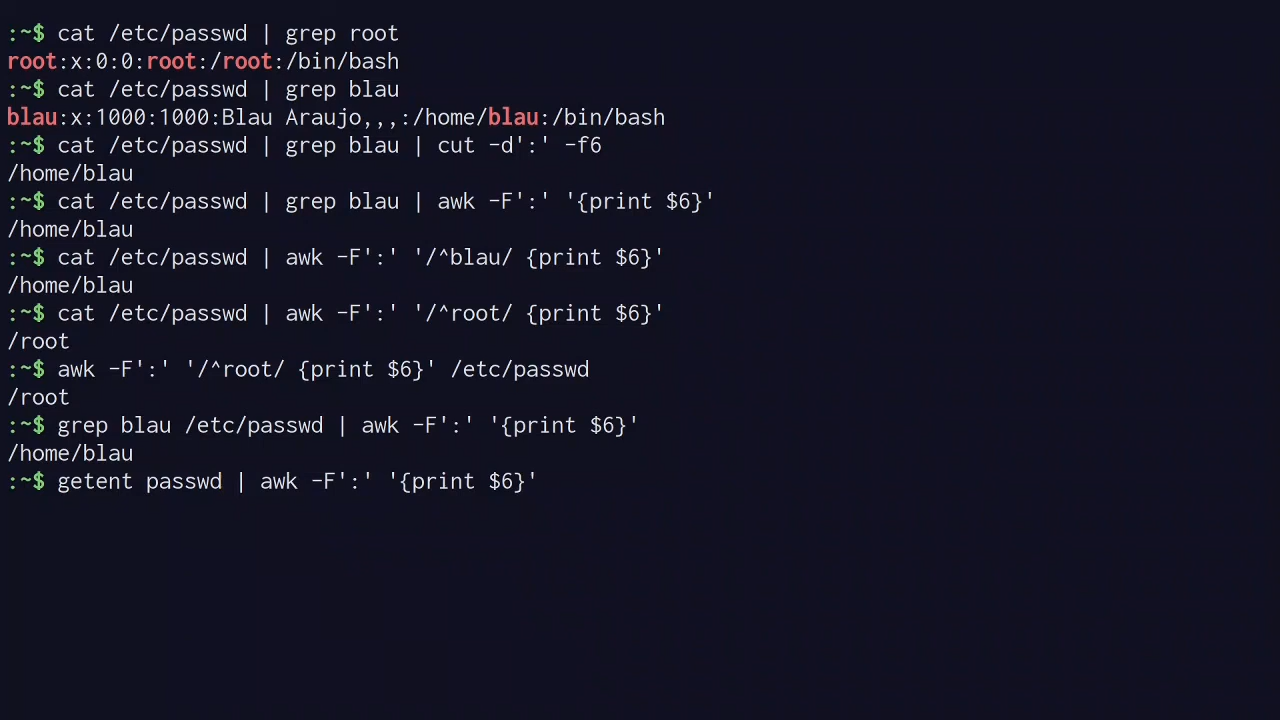 :~$ cat /etc/passwd | grep root
root:x:0:0:root:/root:/bin/bash
:~$ cat /etc/passwd | grep blau
blau:x:1000:1000:Blau Araujo,,,:/home/blau:/bin/bash
:~$ cat /etc/passwd | grep blau | cut -d':' -f6
/home/blau
:~$ cat /etc/passwd | grep blau | awk -F':' '{print $6}'
/home/blau
:~$ cat /etc/passwd | awk -F':' '/^blau/ {print $6}'
/home/blau
:~$ cat /etc/passwd | awk -F':' '/^root/ {print $6}'
/root
:~$ awk -F':' '/^root/ {print $6}' /etc/passwd
/root
:~$ grep blau /etc/passwd | awk -F':' '{print $6}'
/home/blau
:~$ getent passwd | awk -F':' '{print $6}'